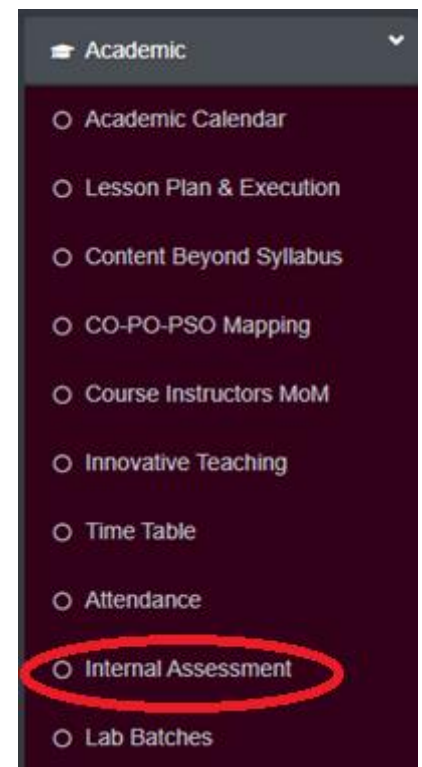 Academic
Academic Calendar
Lesson Plan & Execution
Content Beyond Syllabus
CO-PO-PSO Mapping
Course Instructors MoM
Innovative Teaching
Time Table
Attendance
Internal Assessment
Lab Batches